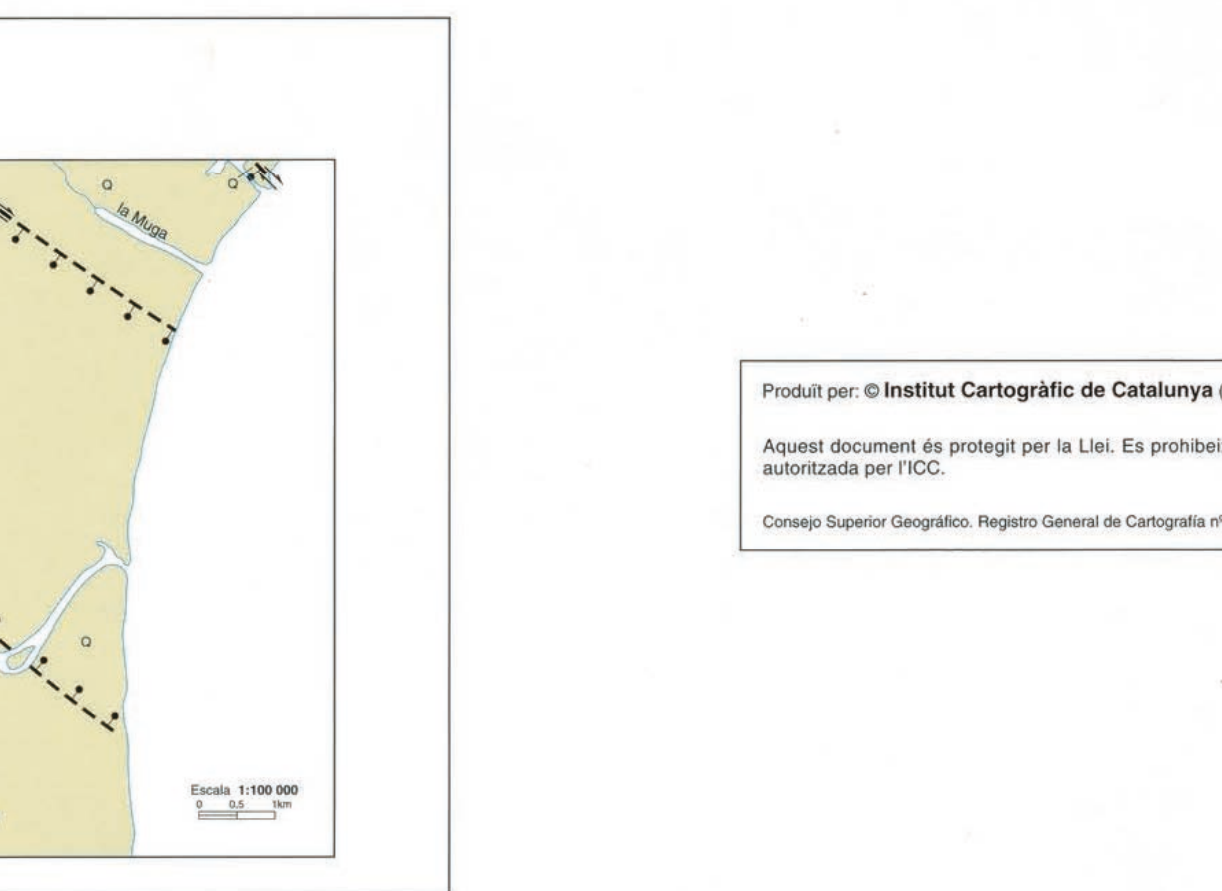 Q
Q
la Muga
Q
Escala 1:100 000
0 0,5 1km
Produït per: © Institut Cartogràfic de Catalunya (
Aquest document és protegit per la Llei. Es prohibei
autoritzada per l'ICC.
Consejo Superior Geográfico. Registro General de Cartografía nº